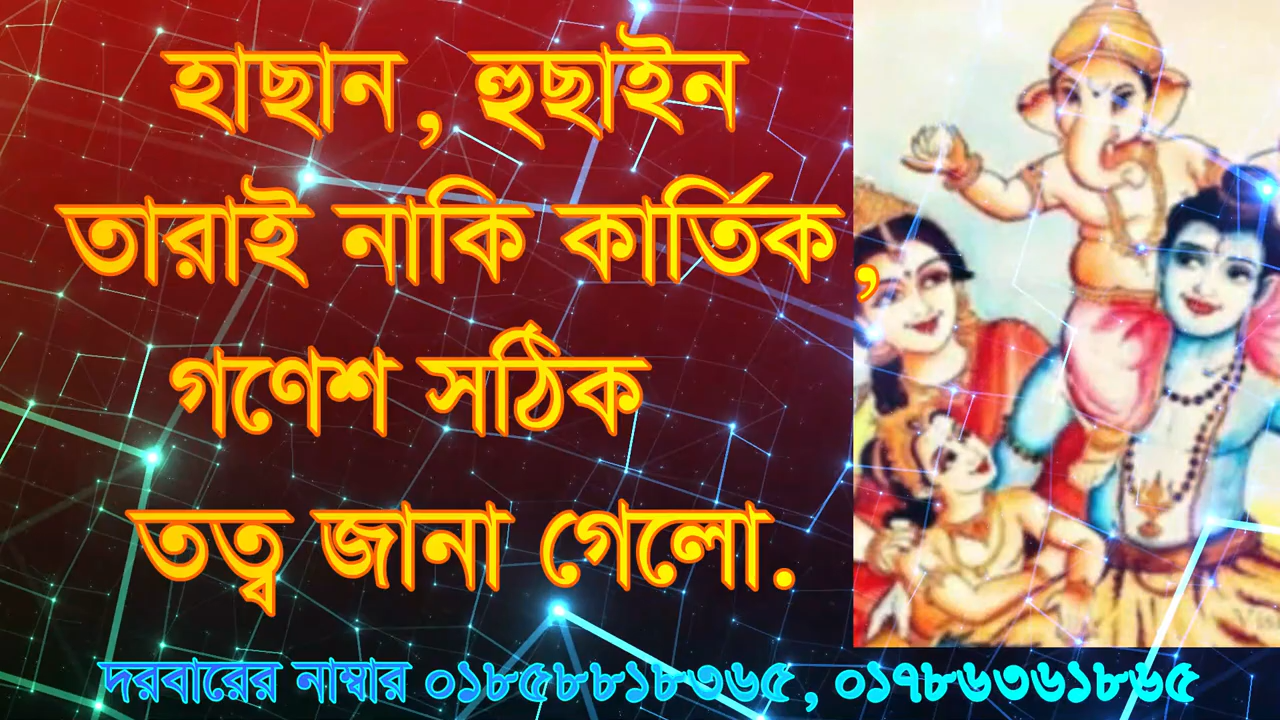 হাছান , হুছাইন
তারাই নাকি কার্তিক ,
গণেশ সঠিক
তত্ব জানা গেলো.
দরবারের নাম্বার ০১৮৫৮৮১৮৩৬৫ , ০১৭৮৬৩৬১৮৬৫